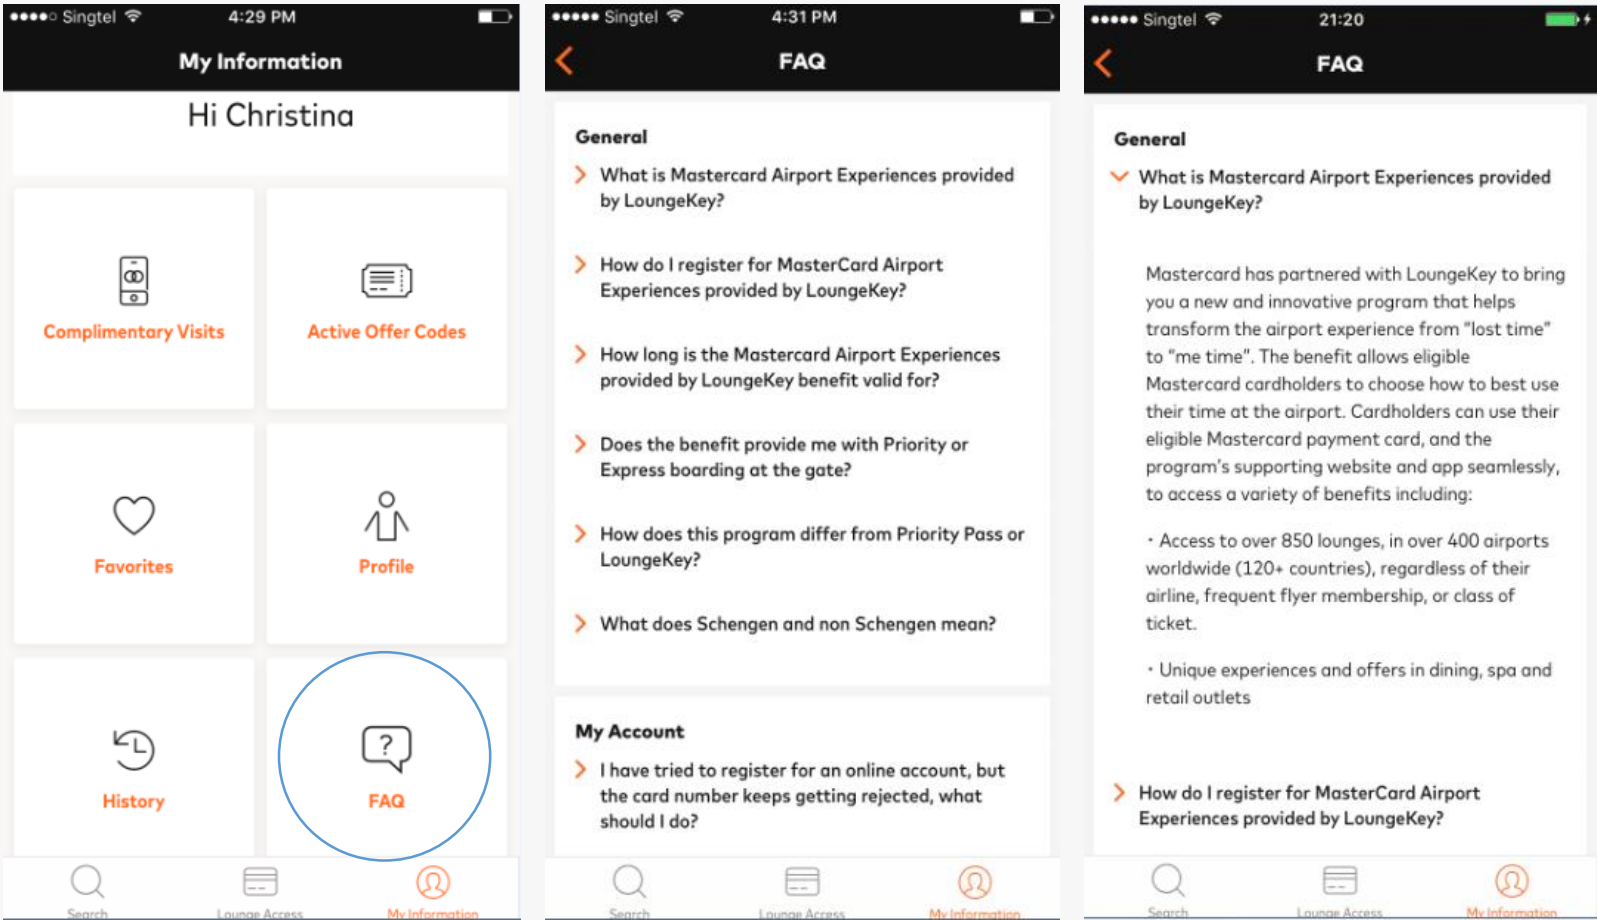 Singtel 4:29 PM
My Information
Hi Christina
Complimentary Visits
Active Offer Codes
Favorites
Profile
History
?
FAQ
Search
Lounge Access
My Information
Singtel 4:31 PM
FAQ
General
What is Mastercard Airport Experiences provided
by LoungeKey?
How do I register for MasterCard Airport
Experiences provided by LoungeKey?
How long is the Mastercard Airport Experiences
provided by LoungeKey benefit valid for?
Does the benefit provide me with Priority or
Express boarding at the gate?
How does this program differ from Priority Pass or
LoungeKey?
What does Schengen and non Schengen mean?
My Account
I have tried to register for an online account, but
the card number keeps getting rejected, what
should I do?
Search
Lounge Access
My Information
Singtel 21:20
FAQ
General
What is Mastercard Airport Experiences provided
by LoungeKey?
Mastercard has partnered with LoungeKey to bring
you a new and innovative program that helps
transform the airport experience from "lost time"
to "me time". The benefit allows eligible
Mastercard cardholders to choose how to best use
their time at the airport. Cardholders can use their
eligible Mastercard payment card, and the
program's supporting website and app seamlessly,
to access a variety of benefits including:
· Access to over 850 lounges, in over 400 airports
worldwide (120+ countries), regardless of their
airline, frequent flyer membership, or class of
ticket.
· Unique experiences and offers in dining, spa and
retail outlets
How do I register for MasterCard Airport
Experiences provided by LoungeKey?
Search
Lounge Access
My Information